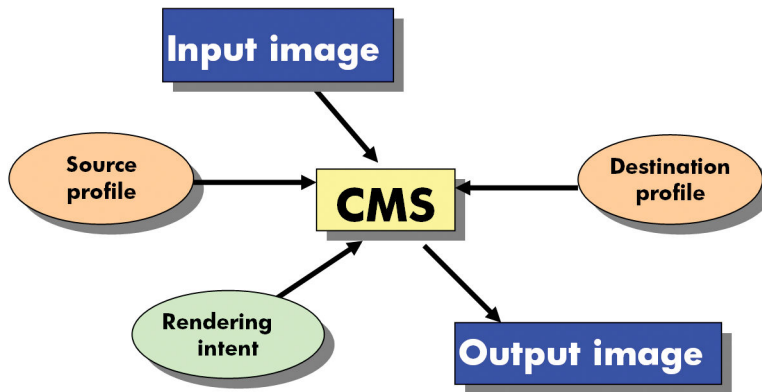 Input image
Source
profile
Destination
profile
CMS
Rendering
intent
Output image